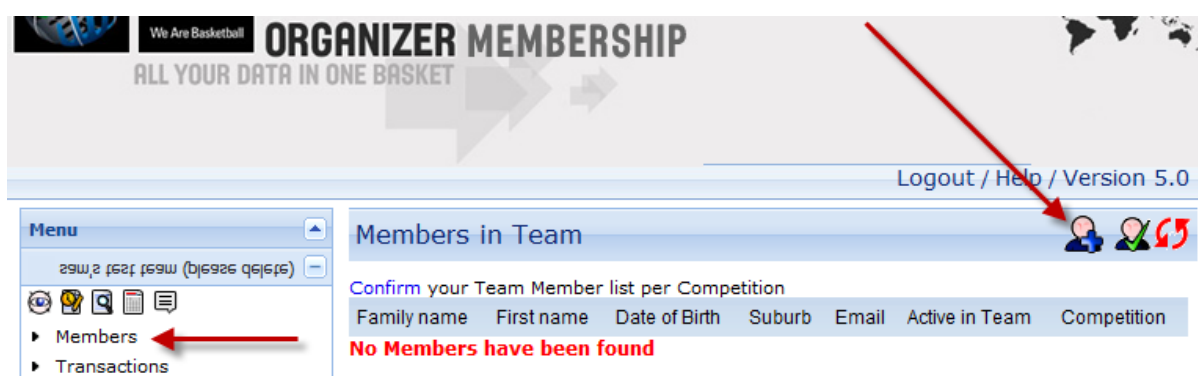 We Are Basketball
ORGANIZER MEMBERSHIP
ALL YOUR DATA IN ONE BASKET
Logout / Help / Version 5.0
Menu
sam's test team (please delete)
Members
Transactions
Members in Team
Confirm your Team Member list per Competition
Family name First name Date of Birth Suburb Email Active in Team Competition
No Members have been found